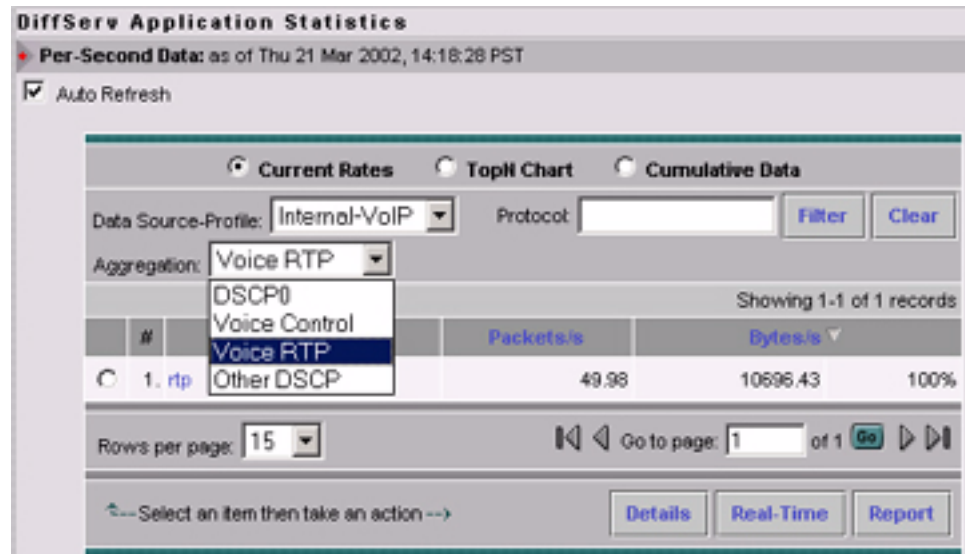 DiffServ Application Statistics
Per-Second Data: as of Thu 21 Mar 2002, 14:18:28 PST
Auto Refresh
Current Rates TopN Chart Cumulative Data
Data Source-Profile: Internal-VoIP Protocol: Filter Clear
Aggregation: Voice RTP
DSCP0
Voice Control
Voice RTP
Other DSCP
Showing 1-1 of 1 records
# Packets/s Bytes/s
1. rtp 49.98 10696.43 100%
Rows per page: 15 Go to page: 1 of 1 Go
Select an item then take an action
Details Real-Time Report